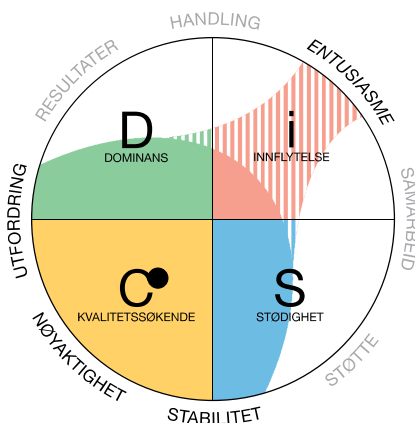 HANDLING
RESULTATER
ENTUSIASME
D
DOMINANS
i
INNFLYTELSE
UTFORDRING
SAMARBEID
C
KVALITETSSØKENDE
S
STØDIGHET
NØYAKTIGHET
STØTTE
STABILITET